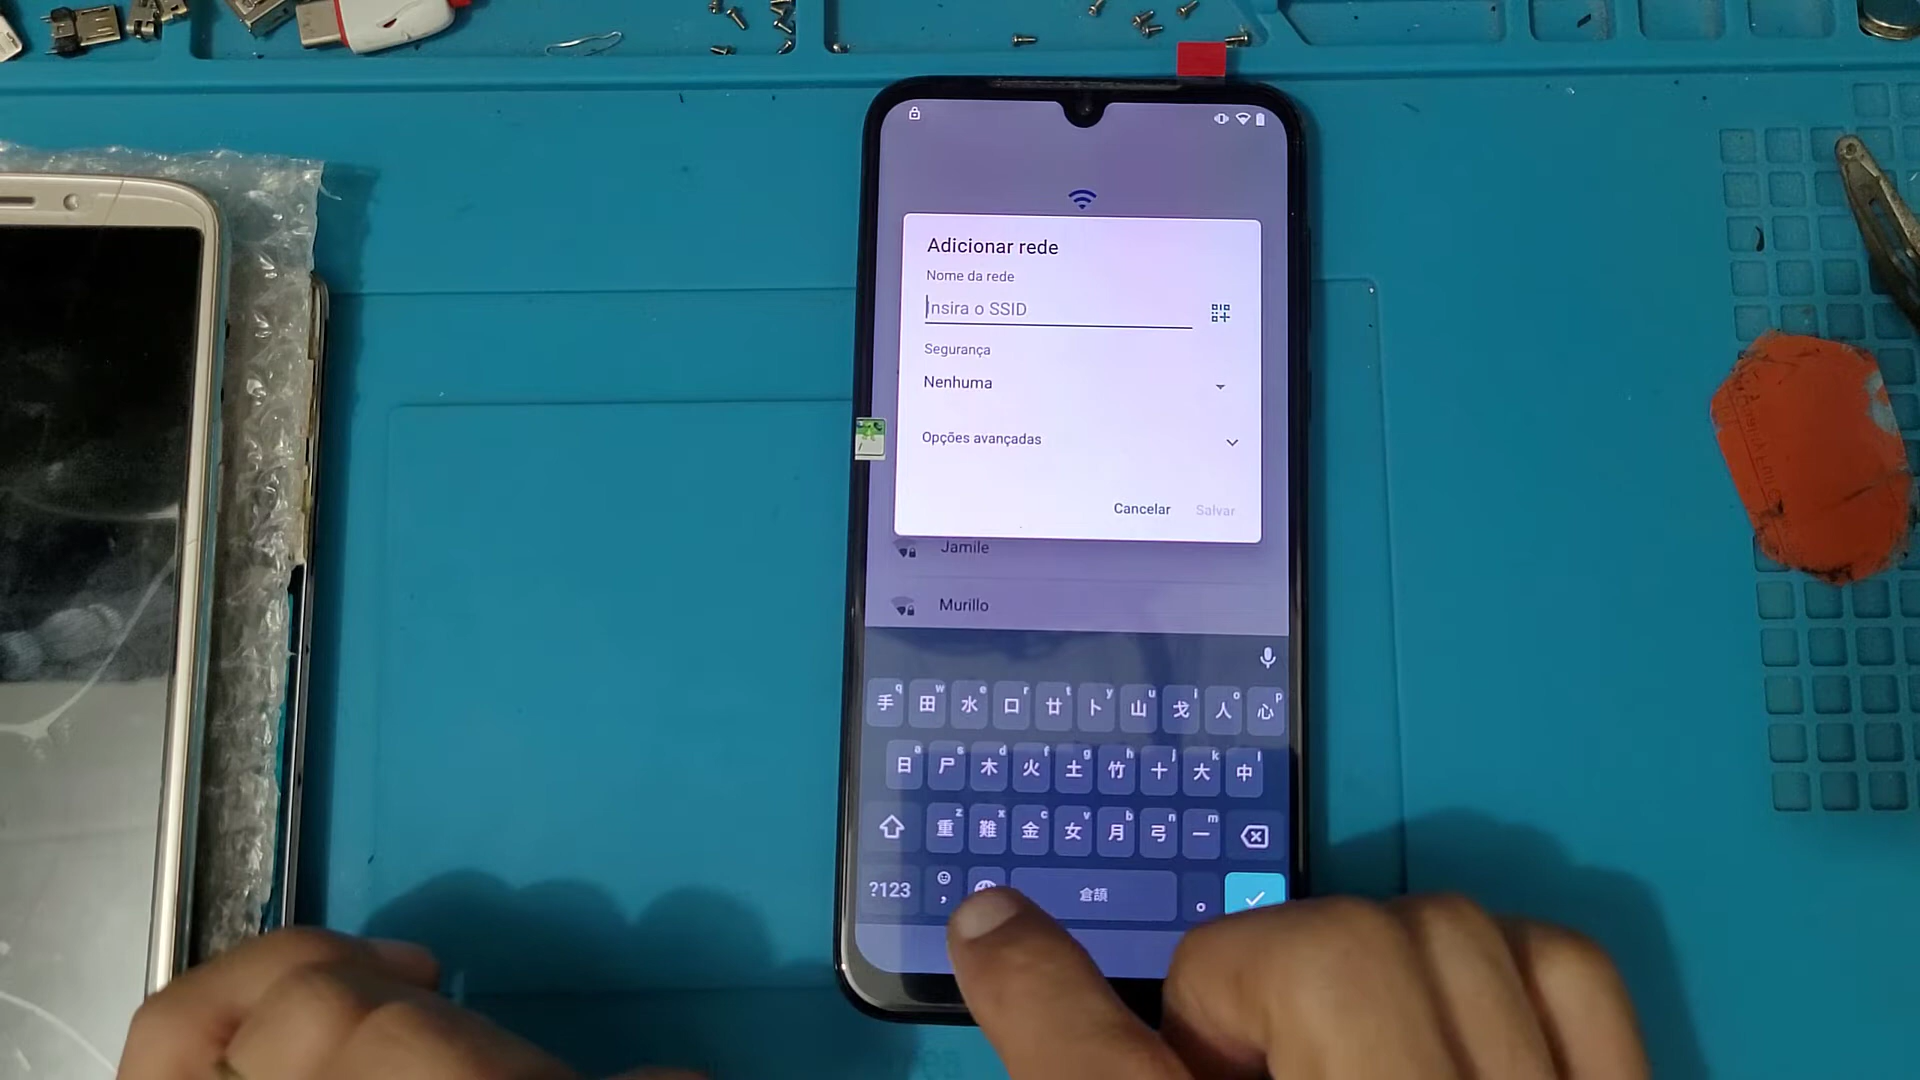 Adicionar rede
Nome da rede
Insira o SSID
Segurança
Nenhuma
Opções avançadas
Cancelar Salvar
Jamile
Murillo
手 q 田 w 水 e 口 r 廿 t 卜 y 山 u 戈 i 人 o 心 p
日 a 尸 s 木 d 火 f 土 g 竹 h 十 j 大 k 中 l
重 z 難 x 金 c 女 v 月 b 弓 n 一 m
?123 , 倉頡 。